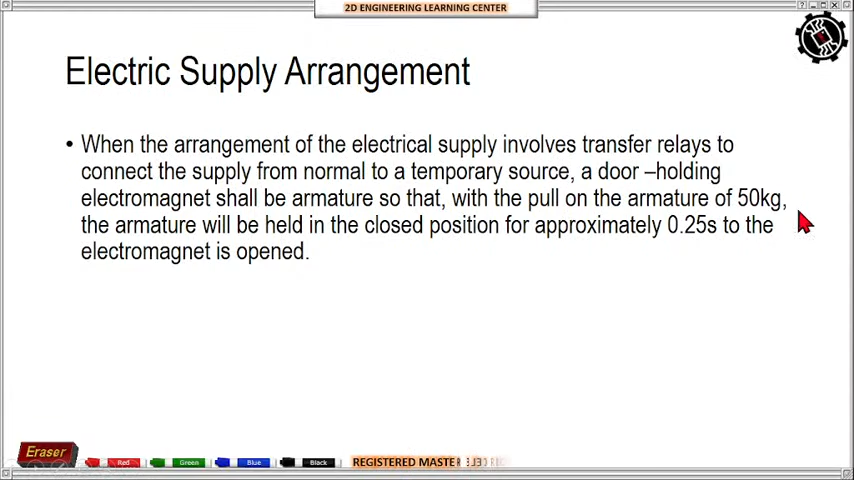 2D ENGINEERING LEARNING CENTER
Electric Supply Arrangement
• When the arrangement of the electrical supply involves transfer relays to
connect the supply from normal to a temporary source, a door –holding
electromagnet shall be armature so that, with the pull on the armature of 50kg,
the armature will be held in the closed position for approximately 0.25s to the
electromagnet is opened.
Eraser
Red Green Blue Black
REGISTERED MASTE